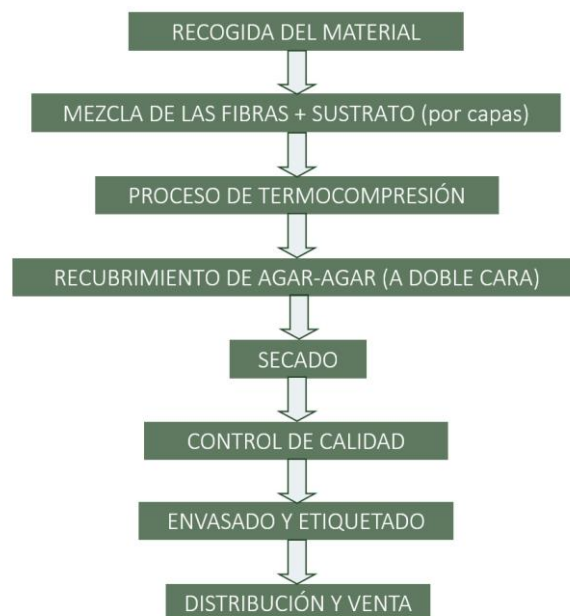 RECOGIDA DEL MATERIAL
MEZCLA DE LAS FIBRAS + SUSTRATO (por capas)
PROCESO DE TERMOCOMPRESIÓN
RECUBRIMIENTO DE AGAR-AGAR (A DOBLE CARA)
SECADO
CONTROL DE CALIDAD
ENVASADO Y ETIQUETADO
DISTRIBUCIÓN Y VENTA